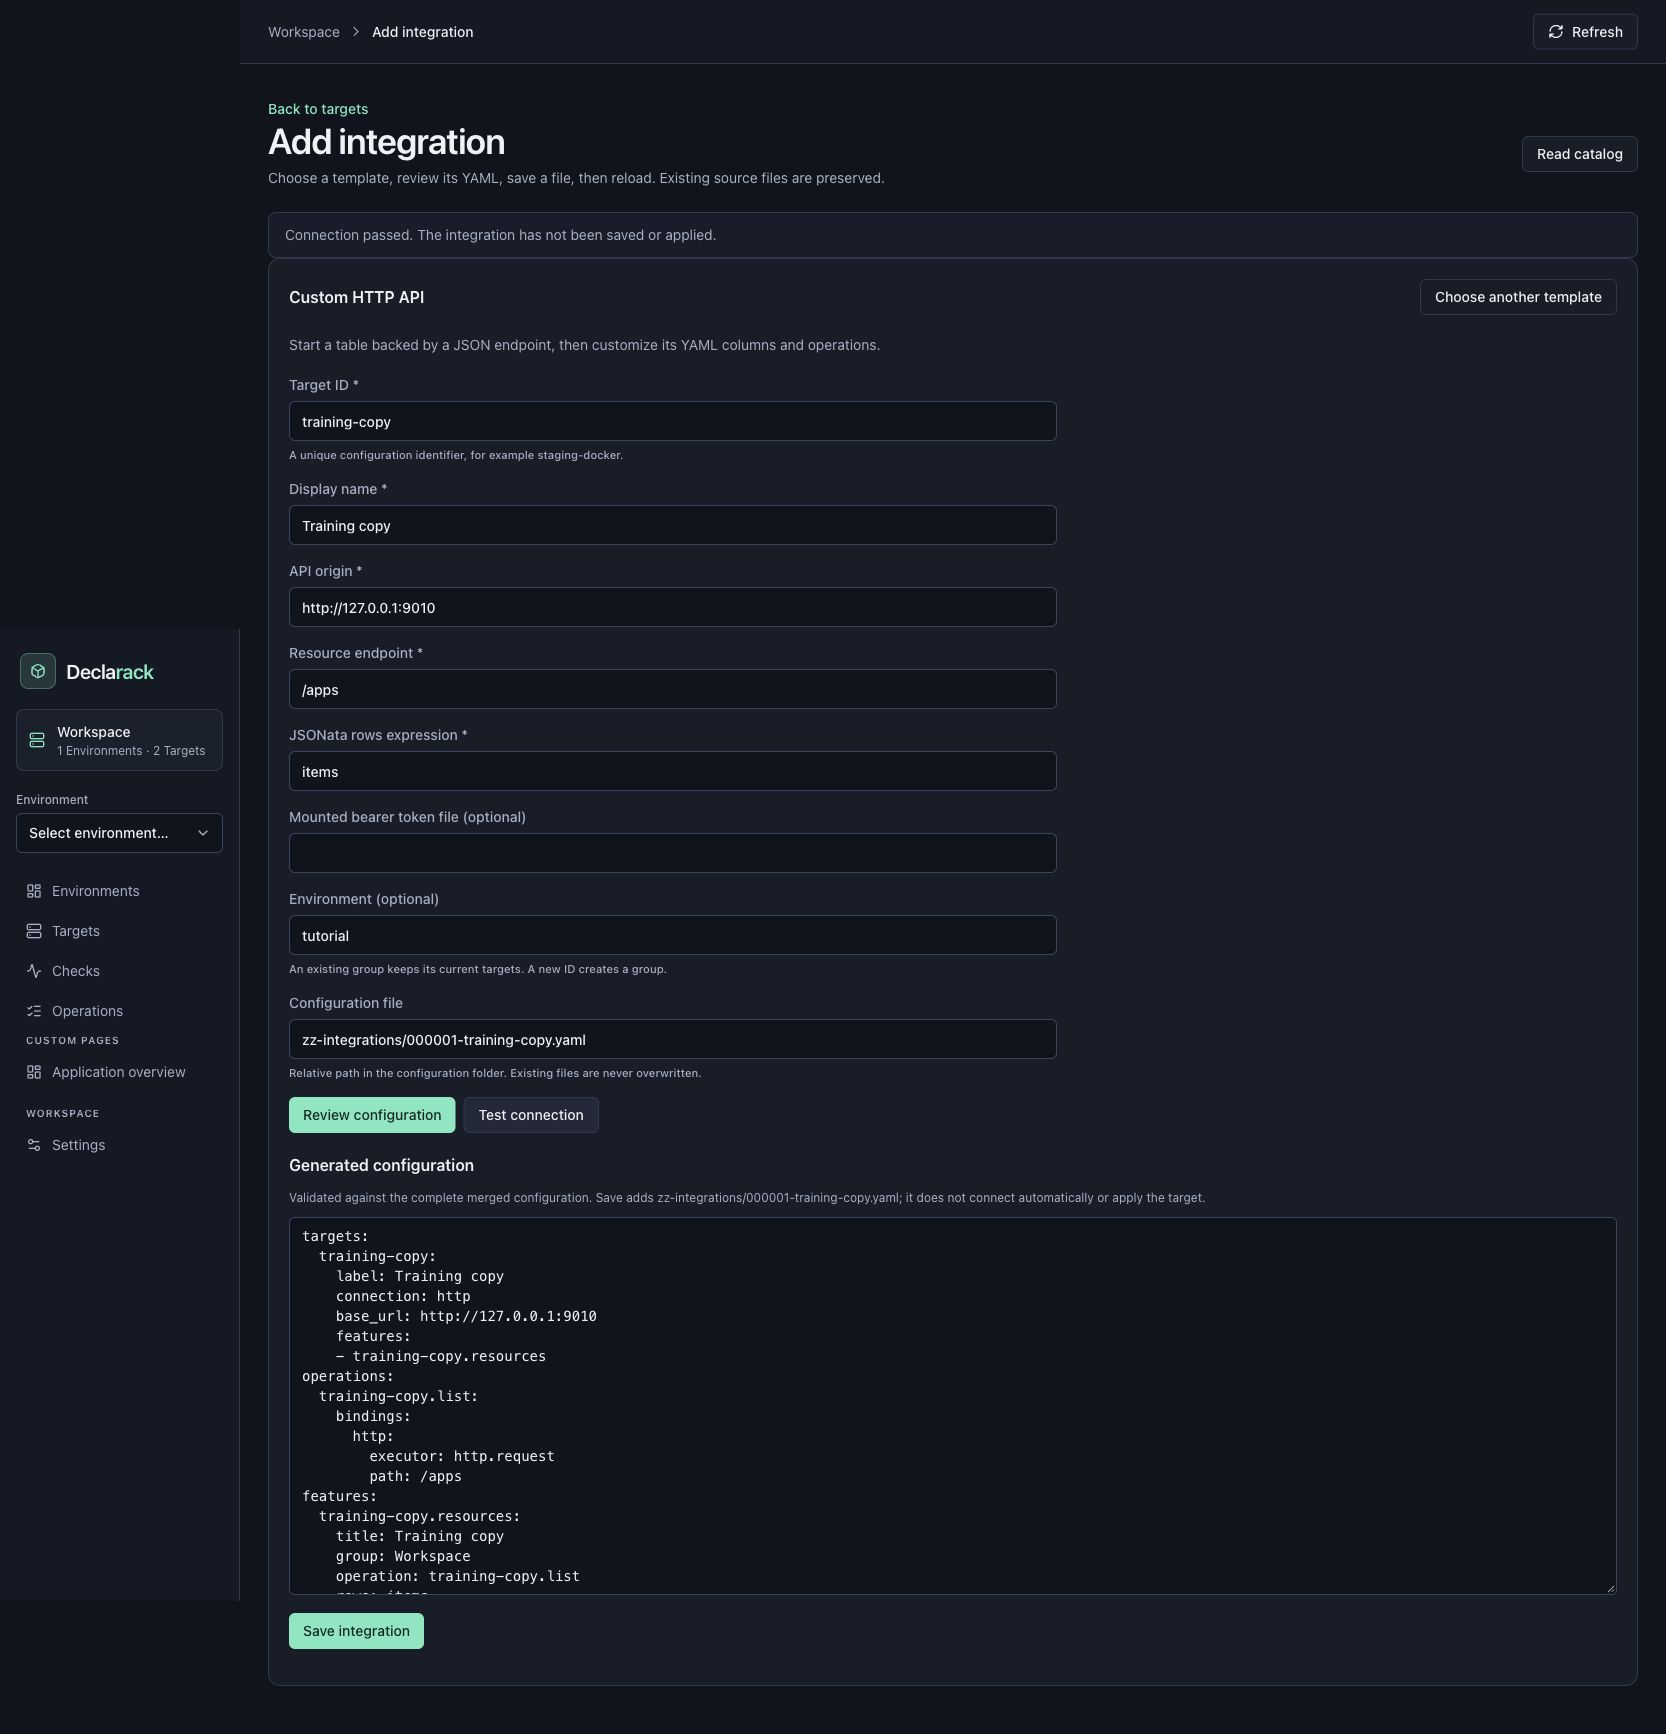 Workspace > Add integration
Refresh
Back to targets
Add integration
Read catalog
Choose a template, review its YAML, save a file, then reload. Existing source files are preserved.
Connection passed. The integration has not been saved or applied.
Custom HTTP API
Choose another template
Start a table backed by a JSON endpoint, then customize its YAML columns and operations.
Target ID *
training-copy
A unique configuration identifier, for example staging-docker.
Display name *
Training copy
API origin *
http://127.0.0.1:9010
Resource endpoint *
/apps
JSONata rows expression *
items
Mounted bearer token file (optional)
Environment (optional)
tutorial
An existing group keeps its current targets. A new ID creates a group.
Configuration file
zz-integrations/000001-training-copy.yaml
Relative path in the configuration folder. Existing files are never overwritten.
Review configuration
Test connection
Generated configuration
Validated against the complete merged configuration. Save adds zz-integrations/000001-training-copy.yaml; it does not connect automatically or apply the target.
targets:
  training-copy:
    label: Training copy
    connection: http
    base_url: http://127.0.0.1:9010
    features:
    - training-copy.resources
operations:
  training-copy.list:
    bindings:
      http:
        executor: http.request
        path: /apps
features:
  training-copy.resources:
    title: Training copy
    group: Workspace
    operation: training-copy.list
Save integration
Declarack
Workspace
1 Environments · 2 Targets
Environment
Select environment...
Environments
Targets
Checks
Operations
CUSTOM PAGES
Application overview
WORKSPACE
Settings